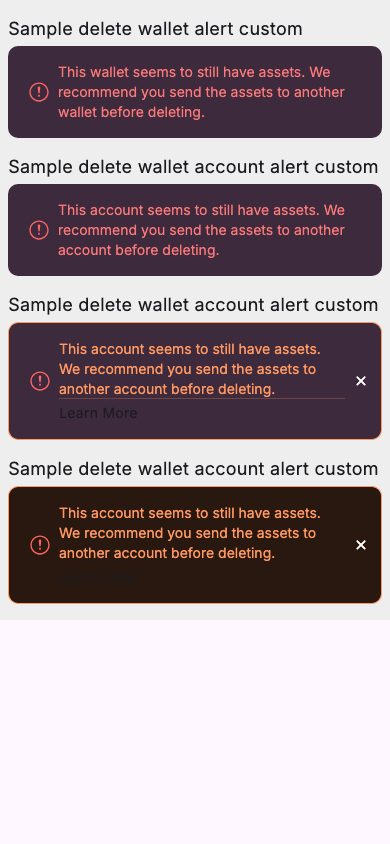 Sample delete wallet alert custom
This wallet seems to still have assets. We
recommend you send the assets to another
wallet before deleting.
Sample delete wallet account alert custom
This account seems to still have assets. We
recommend you send the assets to another
account before deleting.
Sample delete wallet account alert custom
This account seems to still have assets.
We recommend you send the assets to
another account before deleting.
Learn More
Sample delete wallet account alert custom
This account seems to still have assets.
We recommend you send the assets to
another account before deleting.